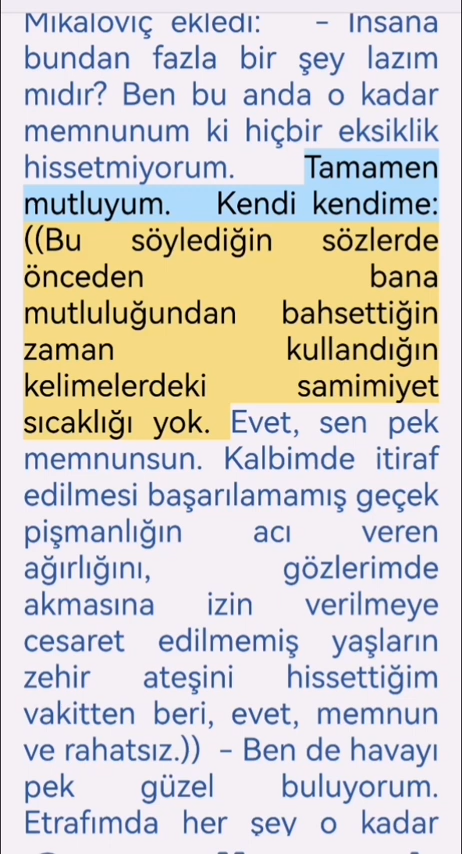 Mikaloviç ekledi: – İnsana
bundan fazla bir şey lazım
mıdır? Ben bu anda o kadar
memnunum ki hiçbir eksiklik
hissetmiyorum. Tamamen
mutluyum. Kendi kendime:
((Bu söylediğin sözlerde
önceden bana
mutluluğundan bahsettiğin
zaman kullandığın
kelimelerdeki samimiyet
sıcaklığı yok. Evet, sen pek
memnunsun. Kalbimde itiraf
edilmesi başarılamamış geçek
pişmanlığın acı veren
ağırlığını, gözlerimde
akmasına izin verilmeye
cesaret edilmemiş yaşların
zehir ateşini hissettiğim
vakitten beri, evet, memnun
ve rahatsız.)) – Ben de havayı
pek güzel buluyorum.
Etrafımda her şey o kadar